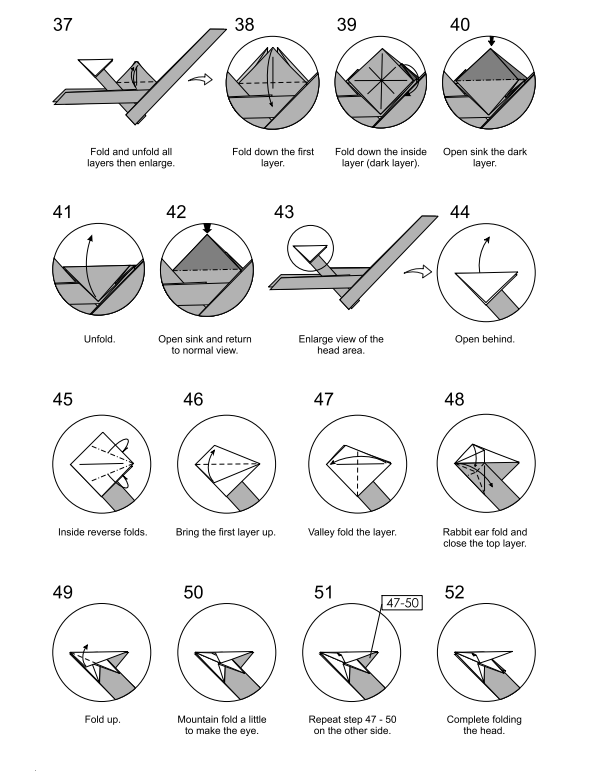 37
38
39
40
Fold and unfold all
layers then enlarge.
Fold down the first
layer.
Fold down the inside
layer (dark layer).
Open sink the dark
layer.
41
42
43
44
Unfold.
Open sink and return
to normal view.
Enlarge view of the
head area.
Open behind.
45
46
47
48
Inside reverse folds.
Bring the first layer up.
Valley fold the layer.
Rabbit ear fold and
close the top layer.
49
50
51
52
47-50
Fold up.
Mountain fold a little
to make the eye.
Repeat step 47 - 50
on the other side.
Complete folding
the head.